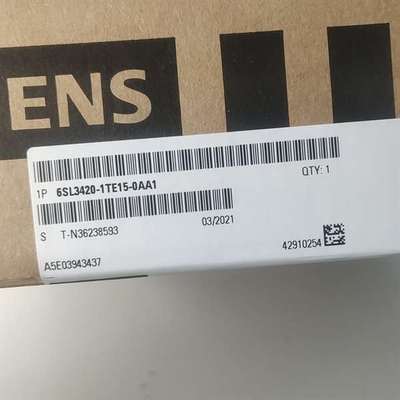 ENS
1P 6SL3420-1TE15-0AA1
QTY: 1
S T-N36238593
03/2021
42910254
A5E03943437